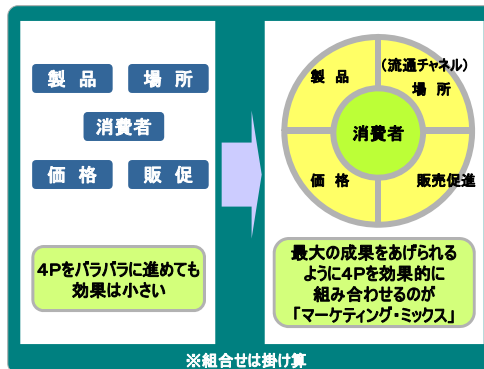 製 品
場 所
消費者
価 格
販 促
4Pをバラバラに進めても
効果は小さい
製 品
(流通チャネル)
場 所
消費者
価 格
販売促進
最大の成果をあげられる
ように4Pを効果的に
組み合わせるのが
「マーケティング・ミックス」
※組合せは掛け算